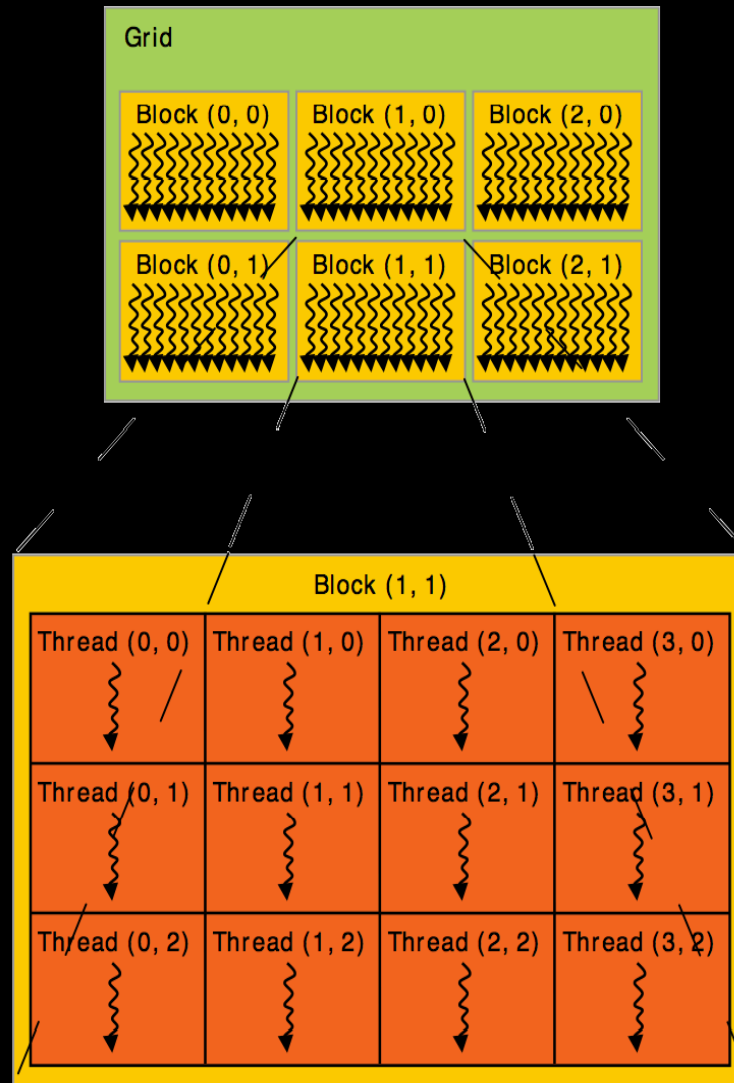 Grid
Block (0, 0) Block (1, 0) Block (2, 0)
Block (0, 1) Block (1, 1) Block (2, 1)
Block (1, 1)
Thread (0, 0) Thread (1, 0) Thread (2, 0) Thread (3, 0)
Thread (0, 1) Thread (1, 1) Thread (2, 1) Thread (3, 1)
Thread (0, 2) Thread (1, 2) Thread (2, 2) Thread (3, 2)